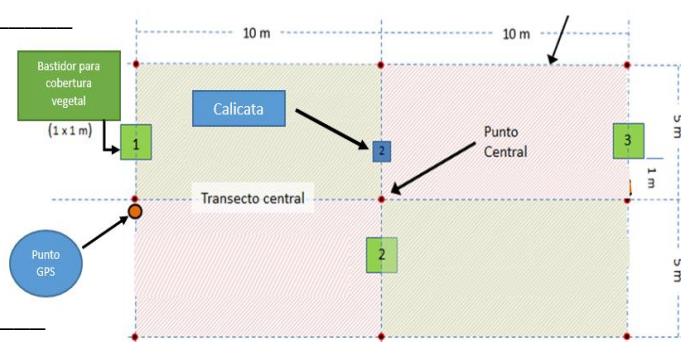 10 m
10 m
Bastidor para
cobertura
vegetal
(1 x 1 m)
1
Calicata
2
Punto
Central
3
5 m
1 m
Transecto central
Punto
GPS
2
5 m